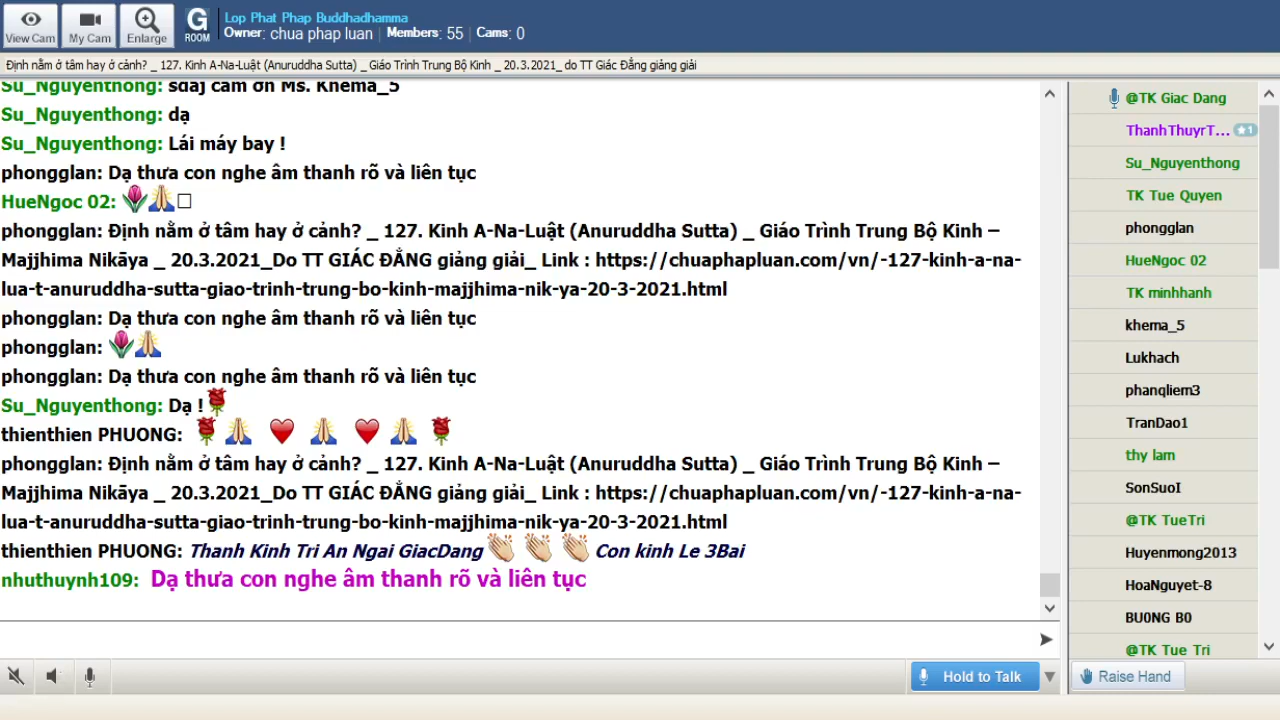 Lop Phat Phap Buddhadhamma
View Cam My Cam Enlarge G ROOM Owner: chua phap luan Members: 55 Cams: 0
Định nằm ở tâm hay ở cảnh? _ 127. Kinh A-Na-Luật (Anuruddha Sutta) _ Giáo Trình Trung Bộ Kinh _ 20.3.2021_ do TT Giác Đẳng giảng giải
Su_Nguyenthong: sdaj cám ơn Ms. Khema_5
Su_Nguyenthong: dạ
Su_Nguyenthong: Lái máy bay !
phongglan: Dạ thưa con nghe âm thanh rõ và liên tục
HueNgoc 02: 🌷🙏□
phongglan: Định nằm ở tâm hay ở cảnh? _ 127. Kinh A-Na-Luật (Anuruddha Sutta) _ Giáo Trình Trung Bộ Kinh –
Majjhima Nikāya _ 20.3.2021_Do TT GIÁC ĐẲNG giảng giải_ Link : https://chuaphapluan.com/vn/-127-kinh-a-na-
lua-t-anuruddha-sutta-giao-trinh-trung-bo-kinh-majjhima-nik-ya-20-3-2021.html
phongglan: Dạ thưa con nghe âm thanh rõ và liên tục
phongglan: 🌷🙏
phongglan: Dạ thưa con nghe âm thanh rõ và liên tục
Su_Nguyenthong: Dạ !🌹
thienthien PHUONG: 🌹🙏 ❤️ 🙏 ❤️ 🙏 🌹
phongglan: Định nằm ở tâm hay ở cảnh? _ 127. Kinh A-Na-Luật (Anuruddha Sutta) _ Giáo Trình Trung Bộ Kinh –
Majjhima Nikāya _ 20.3.2021_Do TT GIÁC ĐẲNG giảng giải_ Link : https://chuaphapluan.com/vn/-127-kinh-a-na-
lua-t-anuruddha-sutta-giao-trinh-trung-bo-kinh-majjhima-nik-ya-20-3-2021.html
thienthien PHUONG: Thanh Kinh Tri An Ngai GiacDang 👏 👏 👏 Con kinh Le 3Bai
nhuthuynh109: Dạ thưa con nghe âm thanh rõ và liên tục
@TK Giac Dang
ThanhThuyrT... ★1
Su_Nguyenthong
TK Tue Quyen
phongglan
HueNgoc 02
TK minhhanh
khema_5
Lukhach
phanqliem3
TranDao1
thy lam
SonSuoI
@TK TueTri
Huyenmong2013
HoaNguyet-8
BU0NG B0
@TK Tue Tri
Hold to Talk
Raise Hand